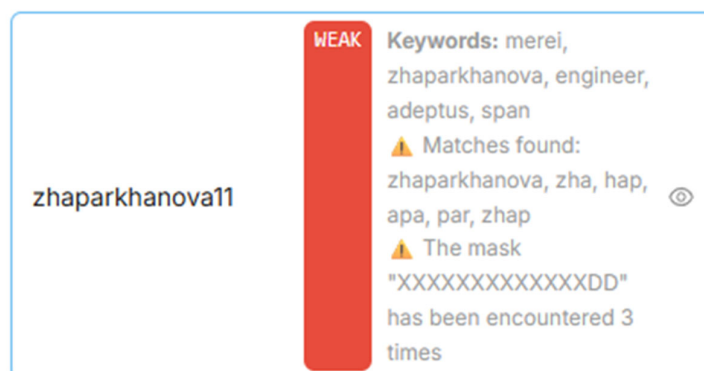 WEAK
Keywords: merei,
zhaparkhanova, engineer,
adeptus, span
⚠️ Matches found:
zhaparkhanova11
zhaparkhanova, zha, hap,
apa, par, zhap
⚠️ The mask
"XXXXXXXXXXXXXDD"
has been encountered 3
times